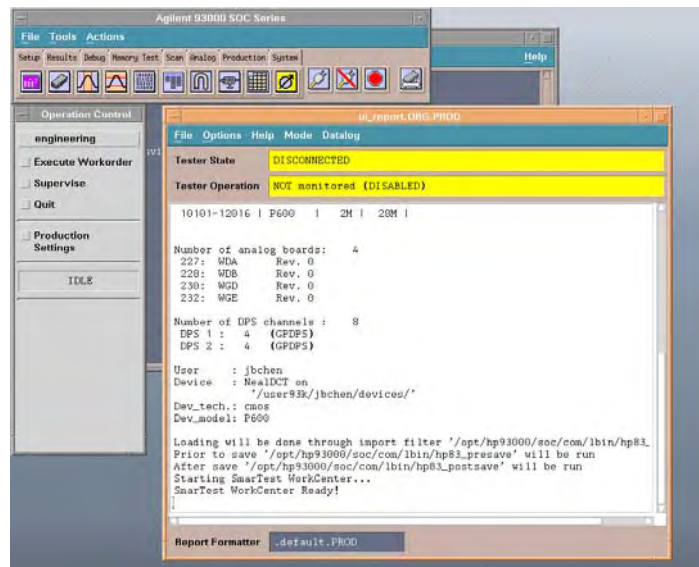 Agilent 93000 SOC Series
File Tools Actions
Setup Results Debug Memory Test Scan Analog Production System
Help
Operation Control
engineering
Execute Workorder
Supervise
Quit
Production
Settings
IDLE
ui_report.ORG.PROD
File Options Help Mode Datalog
Tester State DISCONNECTED
Tester Operation NOT monitored (DISABLED)
10101-12016 | P600 | 2M | 28M |
Number of analog boards: 4
227: WDA Rev. 0
228: WDB Rev. 0
230: WGD Rev. 0
232: WGE Rev. 0
Number of DPS channels : 8
DPS 1 : 4 (GPDPS)
DPS 2 : 4 (GPDPS)
User : jbchen
Device : NealDCT on
'/user93k/jbchen/devices/'
Dev_tech.: cmos
Dev_model: P600
Loading will be done through import filter '/opt/hp93000/soc/com/lbin/hp83_
Prior to save '/opt/hp93000/soc/com/lbin/hp83_presave' will be run
After save '/opt/hp93000/soc/com/lbin/hp83_postsave' will be run
Starting SmarTest WorkCenter...
SmarTest WorkCenter Ready!
Report Formatter .default.PROD